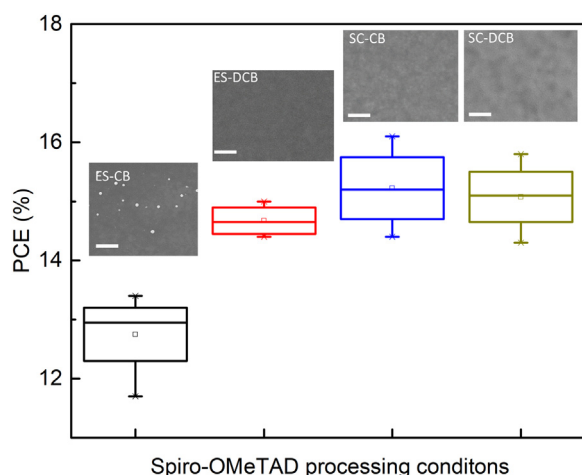 18
16
14
12
PCE (%)
ES-CB
ES-DCB
SC-CB
SC-DCB
Spiro-OMeTAD processing conditons